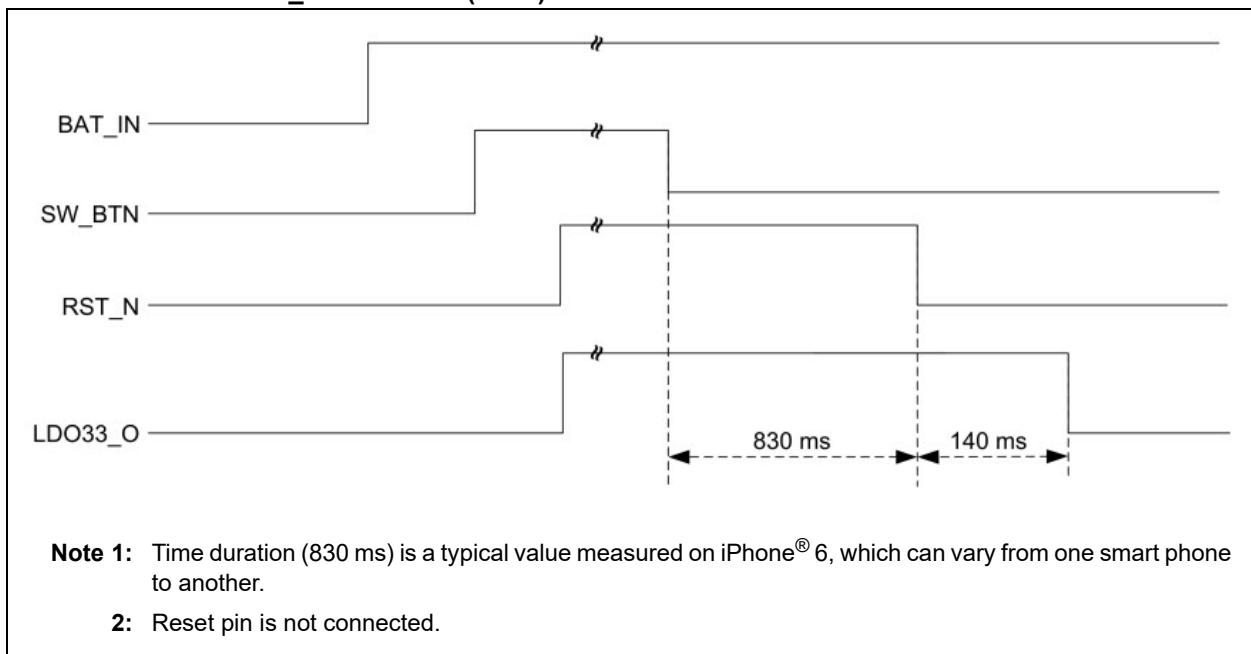 BAT_IN
SW_BTN
RST_N
LDO33_O
830 ms
140 ms
Note 1: Time duration (830 ms) is a typical value measured on iPhone® 6, which can vary from one smart phone
to another.
2: Reset pin is not connected.